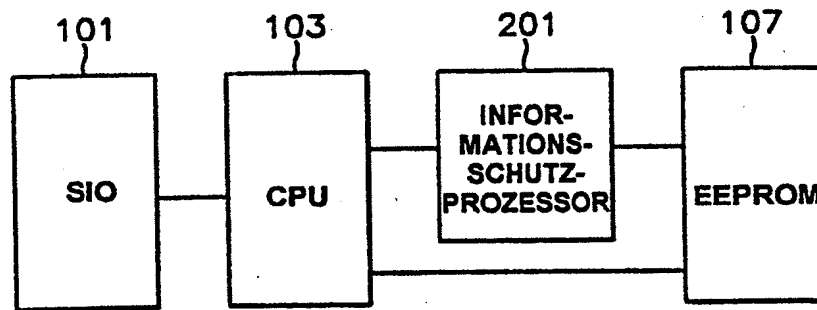 101 103 201 107
SIO
CPU
INFOR-
MATIONS-
SCHUTZ-
PROZESSOR
EEPROM